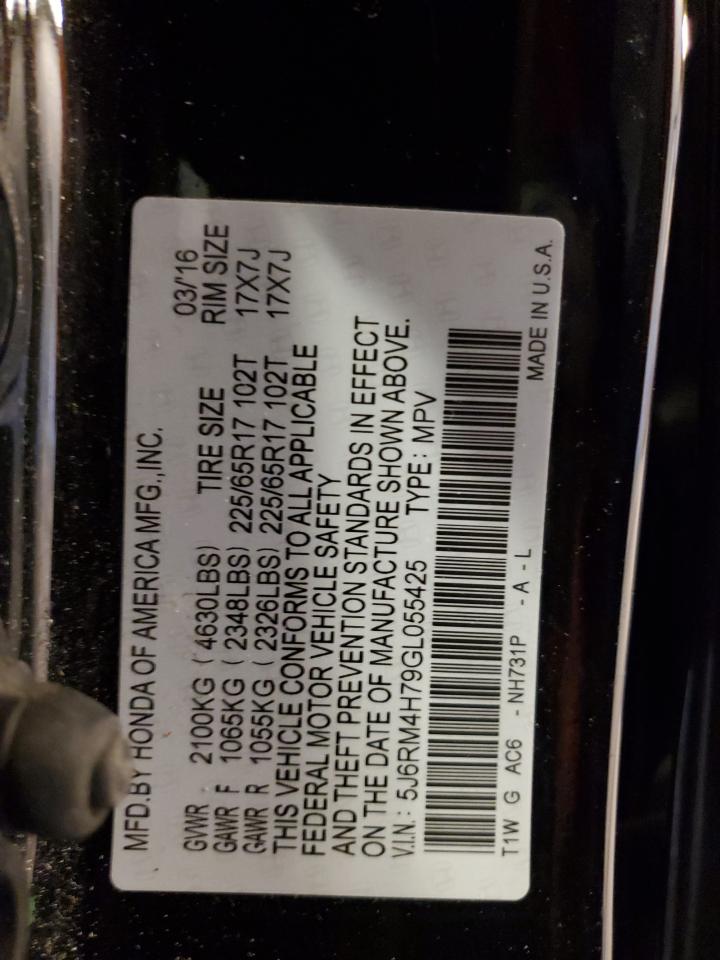 MFD.BY HONDA OF AMERICA MFG.,INC. 03/'16
GVWR 2100KG ( 4630LBS) TIRE SIZE RIM SIZE
GAWR F 1065KG ( 2348LBS) 225/65R17 102T 17X7J
GAWR R 1055KG ( 2326LBS) 225/65R17 102T 17X7J
THIS VEHICLE CONFORMS TO ALL APPLICABLE
FEDERAL MOTOR VEHICLE SAFETY
AND THEFT PREVENTION STANDARDS IN EFFECT
ON THE DATE OF MANUFACTURE SHOWN ABOVE.
V.I.N.: 5J6RM4H79GL055425 TYPE: MPV
T1W G AC6 - NH731P - A - L MADE IN U.S.A.